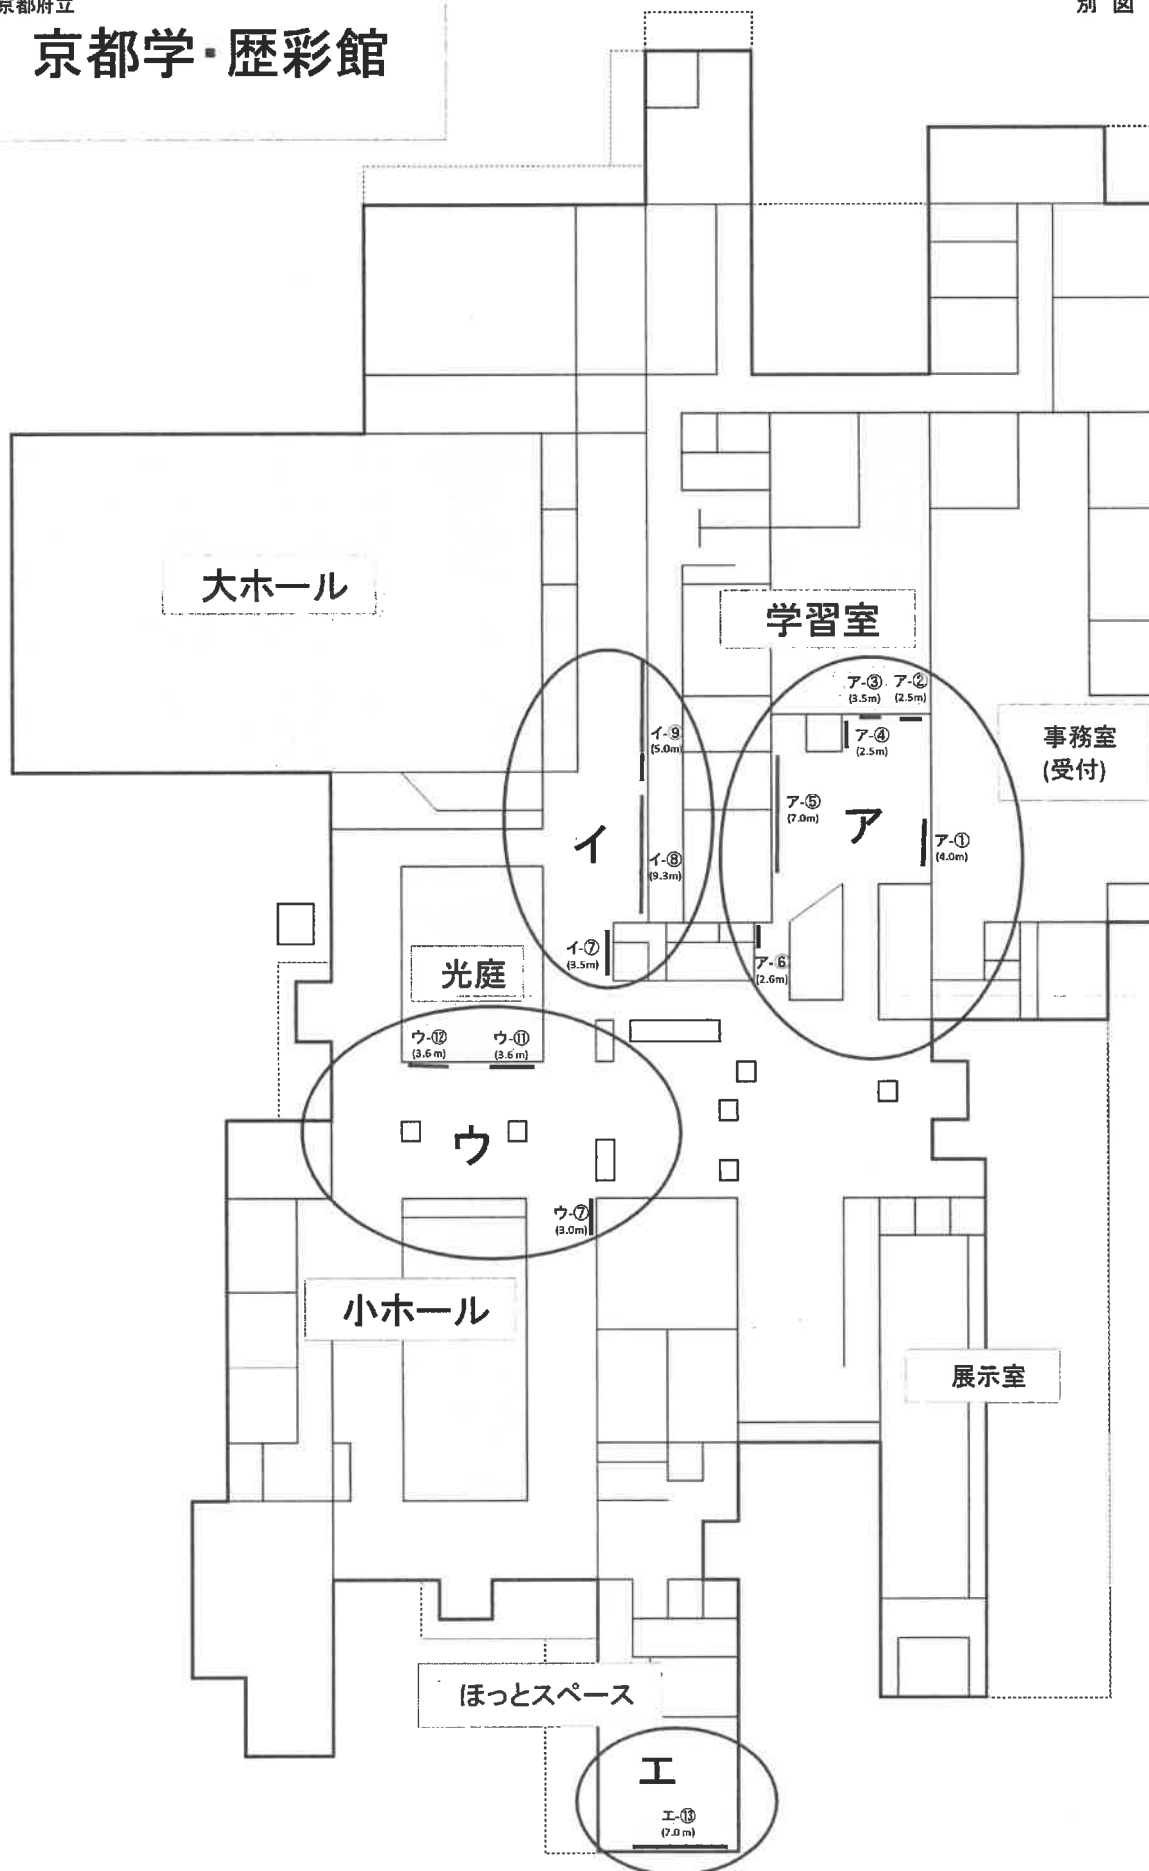 京都府立
別 図
京都学・歴彩館
大ホール
学習室
ア-③
(3.5m)
ア-②
(2.5m)
ア-④
(2.5m)
事務室
(受付)
イ-⑨
(5.0m)
ア-⑤
(7.0m)
ア
ア-①
(4.0m)
イ
イ-⑧
(9.3m)
イ-⑦
(3.5m)
ア-⑥
(2.6m)
光庭
ウ-⑫
(3.6m)
ウ-⑪
(3.6m)
ウ
ウ-⑦
(3.0m)
小ホール
展示室
ほっとスペース
エ
エ-⑬
(7.0m)